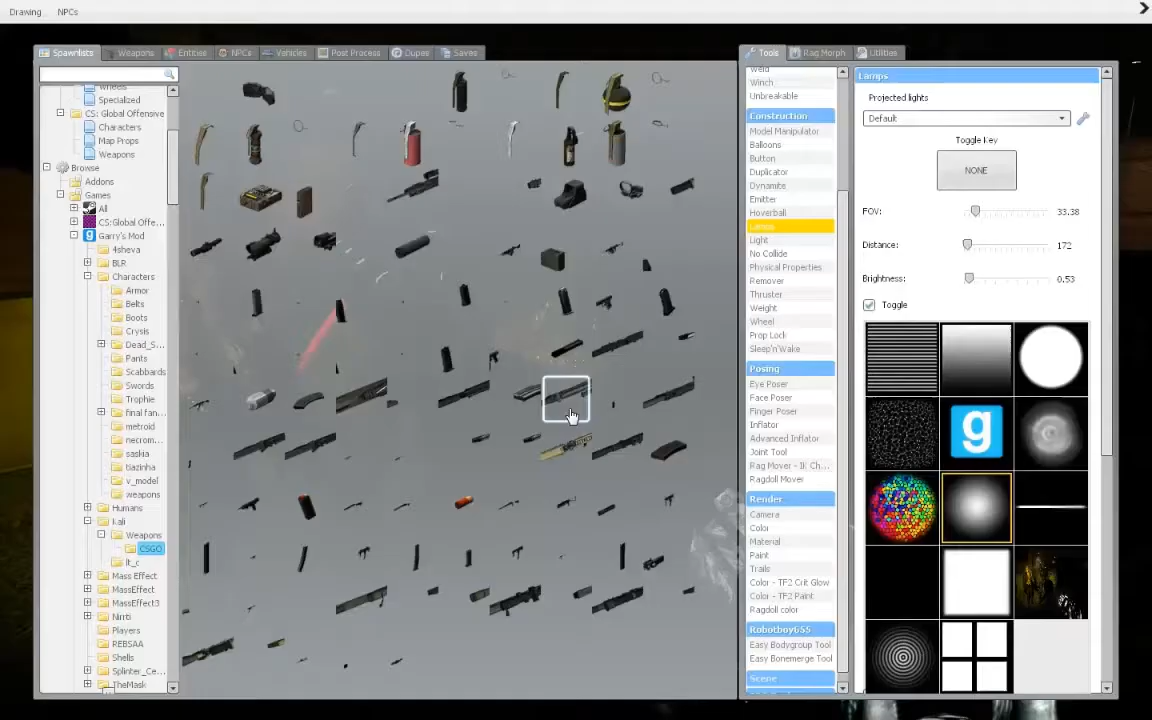 Drawing NPCs
Spawnlists Weapons Entities NPCs Vehicles Post Process Dupes Saves
Wheels
Specialized
CS: Global Offensive
Characters
Map Props
Weapons
Browse
Addons
Games
All
CS:Global Offe...
Garry's Mod
4sheva
BLR
Characters
Armor
Belts
Boots
Crysis
Dead_S...
Pants
Scabbards
Swords
Trophie
final fan...
metroid
necrom...
saskia
tiazinha
v_model
weapons
Humans
kali
Weapons
CSGO
lt_c
Mass Effect
MassEffect
MassEffect3
Nirrti
Players
REBSAA
Shells
Splinter_Ce...
TheMask
Tools Rag Morph Utilities
Weld
Winch
Unbreakable
Construction
Model Manipulator
Balloons
Button
Duplicator
Dynamite
Emitter
Hoverball
Lamps
Light
No Collide
Physical Properties
Remover
Thruster
Weight
Wheel
Prop Lock
Sleep'n'Wake
Posing
Eye Poser
Face Poser
Finger Poser
Inflator
Advanced Inflator
Joint Tool
Rag Mover - IK Ch...
Ragdoll Mover
Render
Camera
Color
Material
Paint
Trails
Color - TF2 Crit Glow
Color - TF2 Paint
Ragdoll color
Robotboy655
Easy Bodygroup Tool
Easy Bonemerge Tool
Scene
Lamps
Projected lights
Default
Toggle Key
NONE
FOV: 33.38
Distance: 172
Brightness: 0.53
Toggle
g